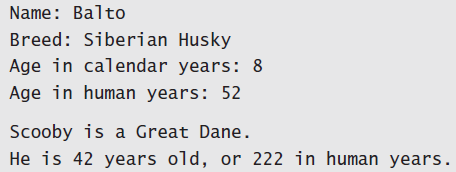 Name: Balto
Breed: Siberian Husky
Age in calendar years: 8
Age in human years: 52
Scooby is a Great Dane.
He is 42 years old, or 222 in human years.